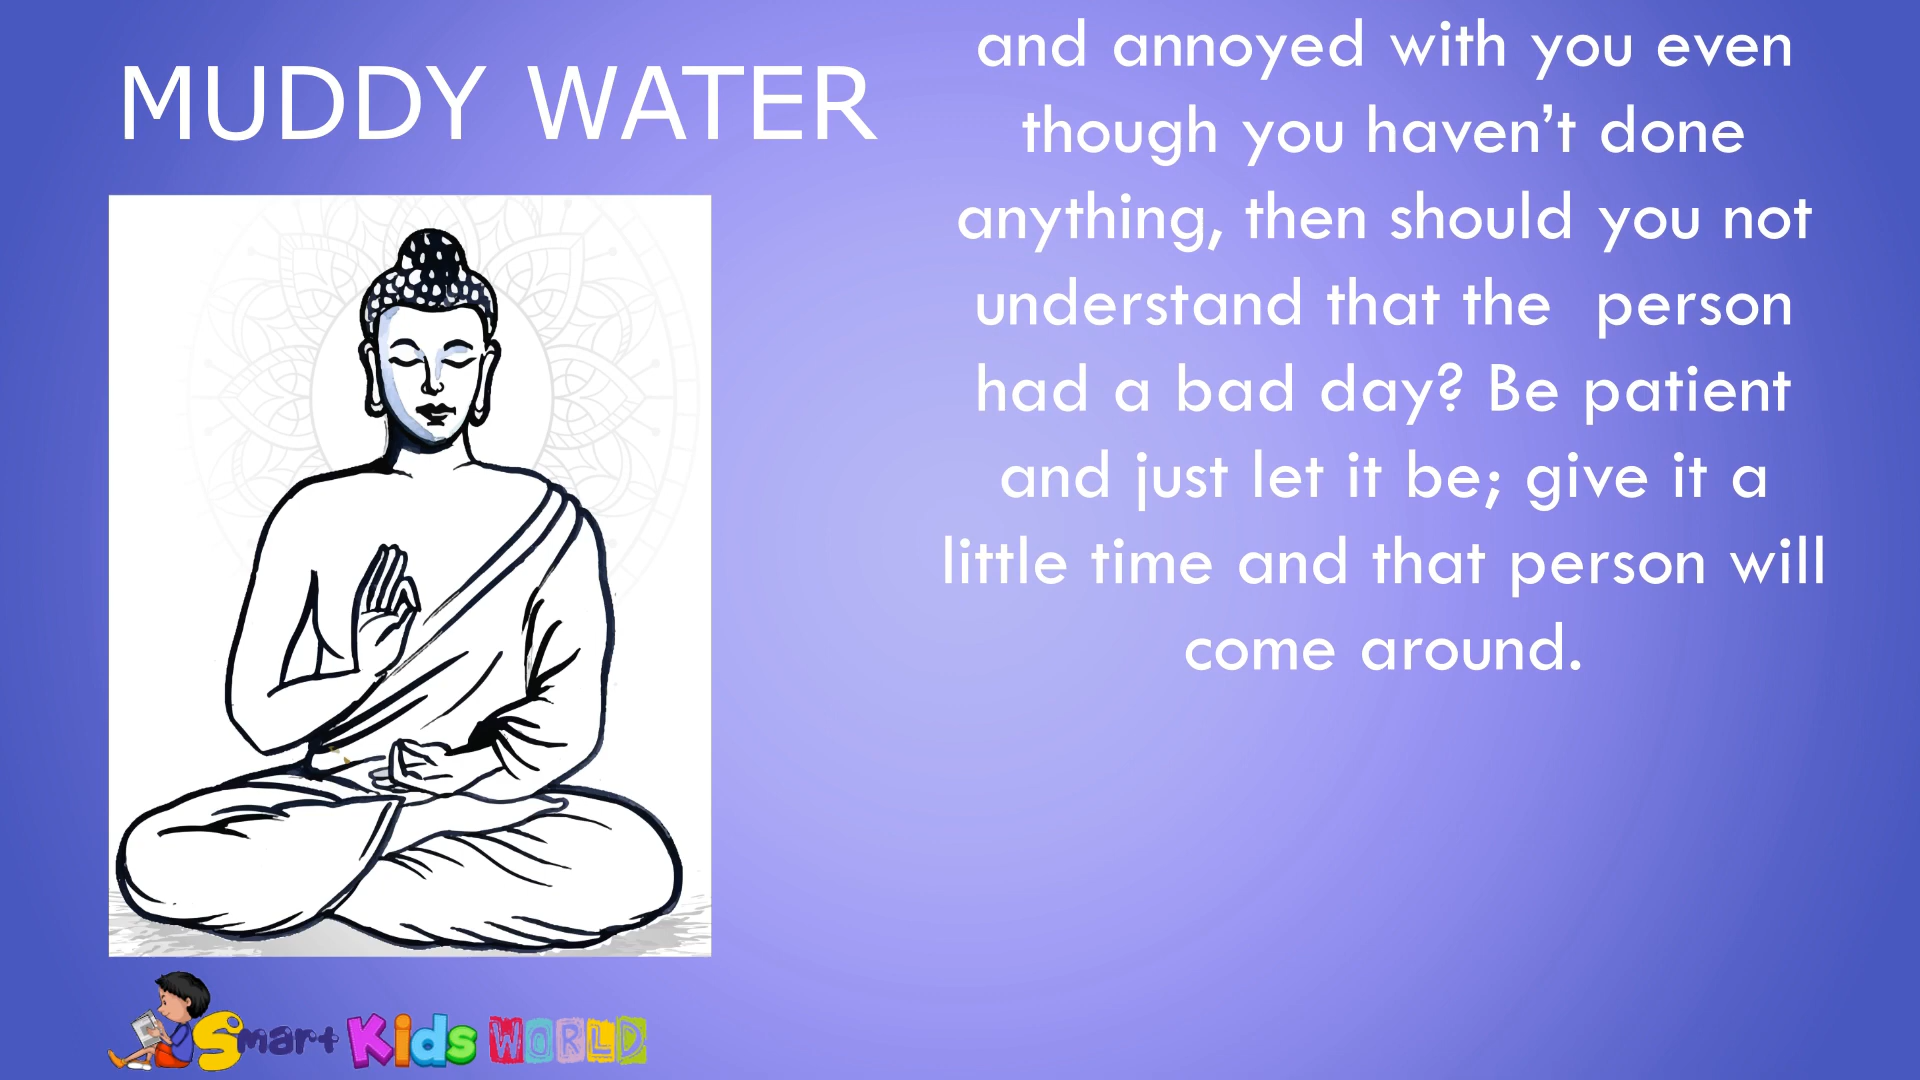 MUDDY WATER
and annoyed with you even
though you haven’t done
anything, then should you not
understand that the  person
had a bad day? Be patient
and just let it be; give it a
little time and that person will
come around.
Smart Kids WORLD